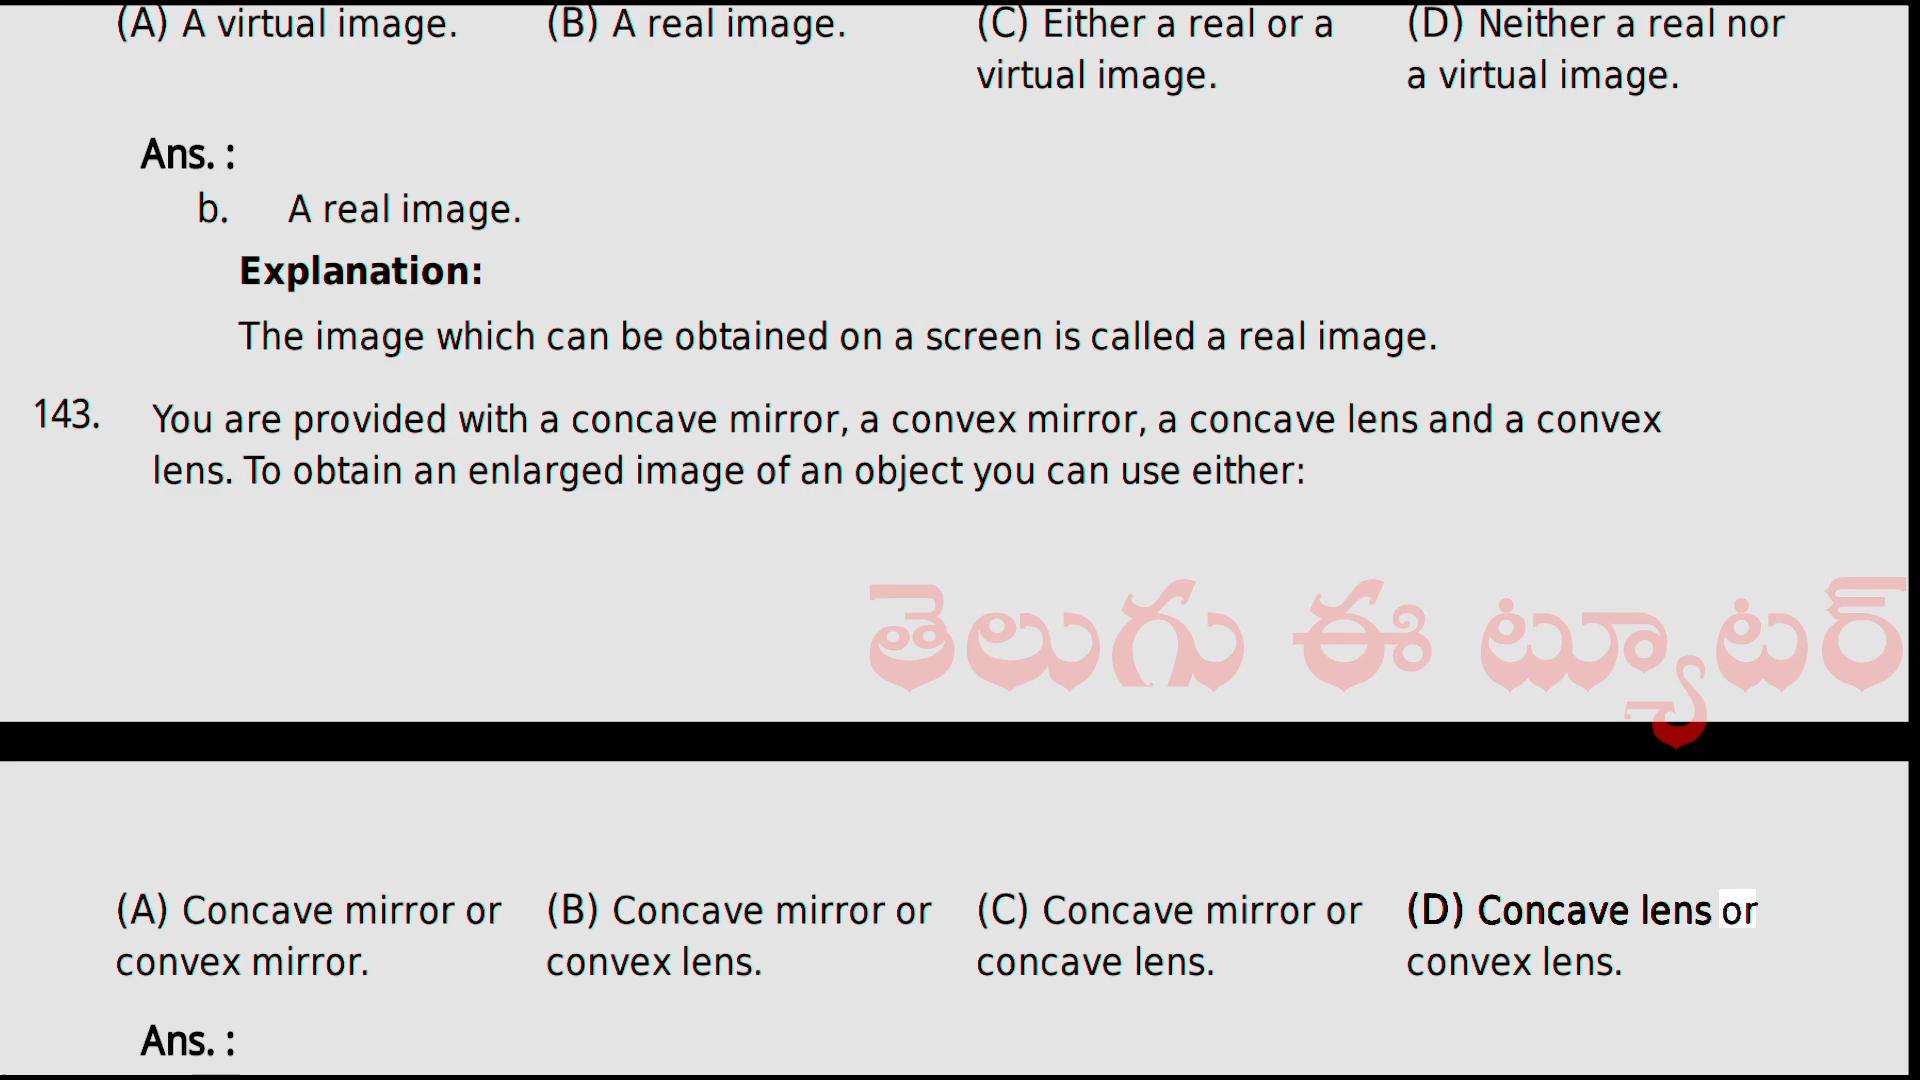 (A) A virtual image. (B) A real image. (C) Either a real or a (D) Neither a real nor
virtual image. a virtual image.
Ans. :
b. A real image.
Explanation:
The image which can be obtained on a screen is called a real image.
143. You are provided with a concave mirror, a convex mirror, a concave lens and a convex
lens. To obtain an enlarged image of an object you can use either:
తెలుగు ఈ ట్యూటర్
(A) Concave mirror or (B) Concave mirror or (C) Concave mirror or (D) Concave lens or
convex mirror. convex lens. concave lens. convex lens.
Ans. :